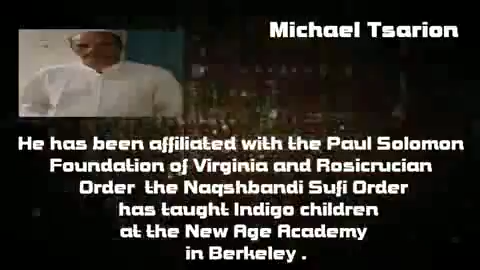 Michael Tsarion
He has been affiliated with the Paul Solomon
Foundation of Virginia and Rosicrucian
Order the Naqshbandi Sufi Order
has taught Indigo children
at the New Age Academy
in Berkeley .